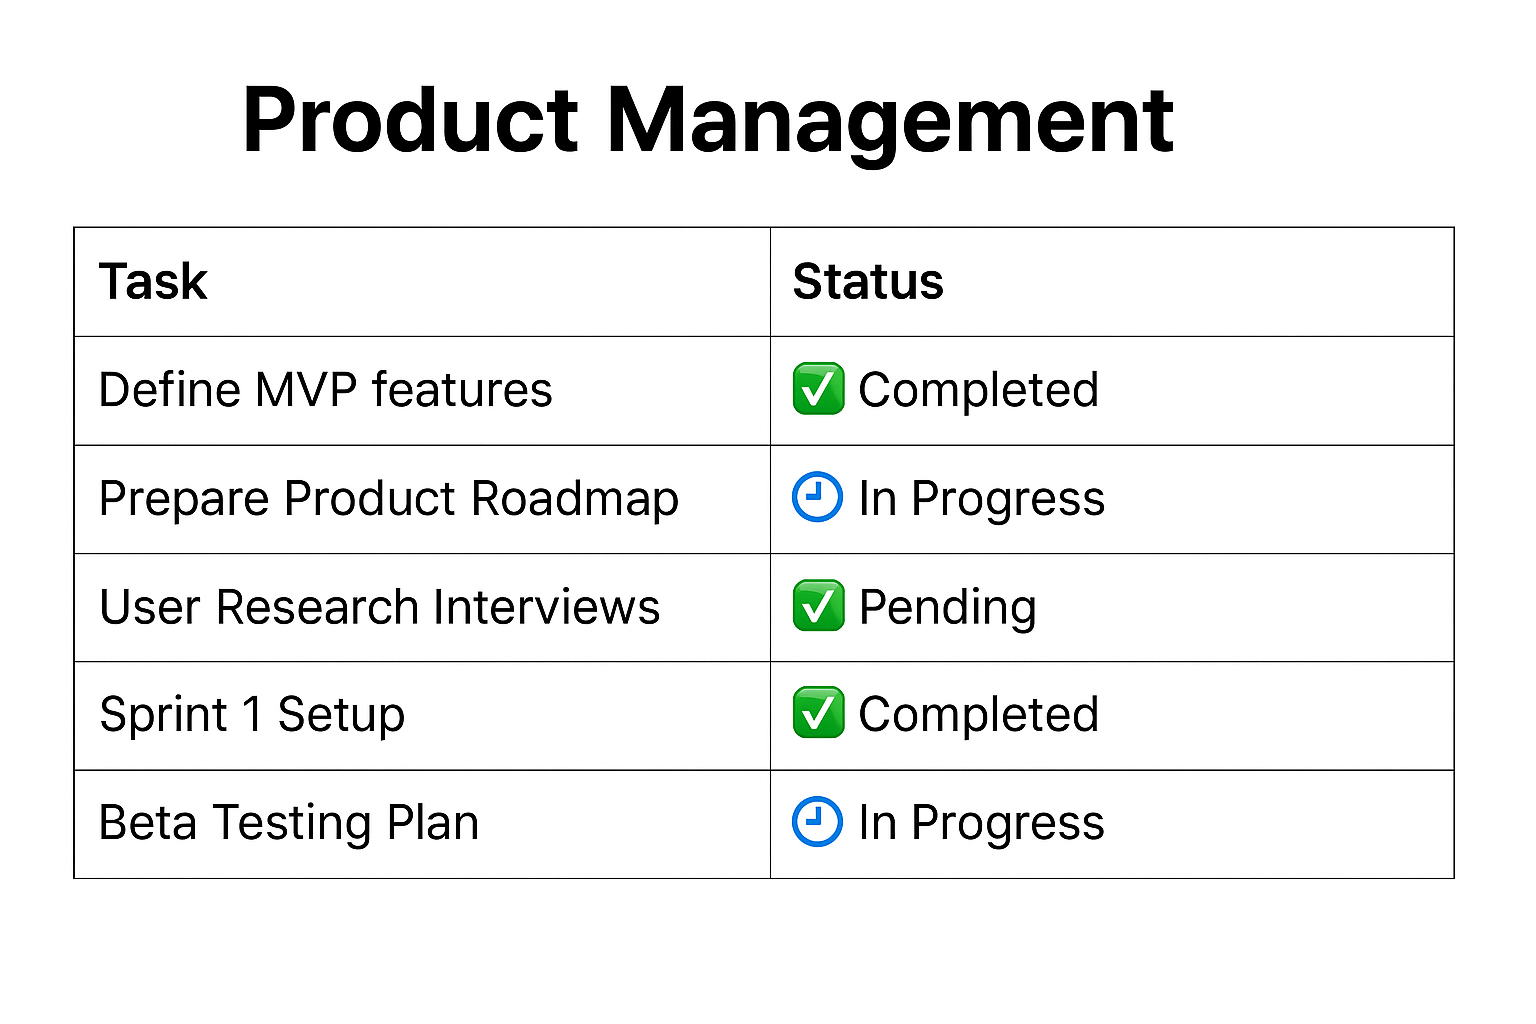 Product Management
Task Status
Define MVP features ✅ Completed
Prepare Product Roadmap 🕘 In Progress
User Research Interviews ✅ Pending
Sprint 1 Setup ✅ Completed
Beta Testing Plan 🕘 In Progress